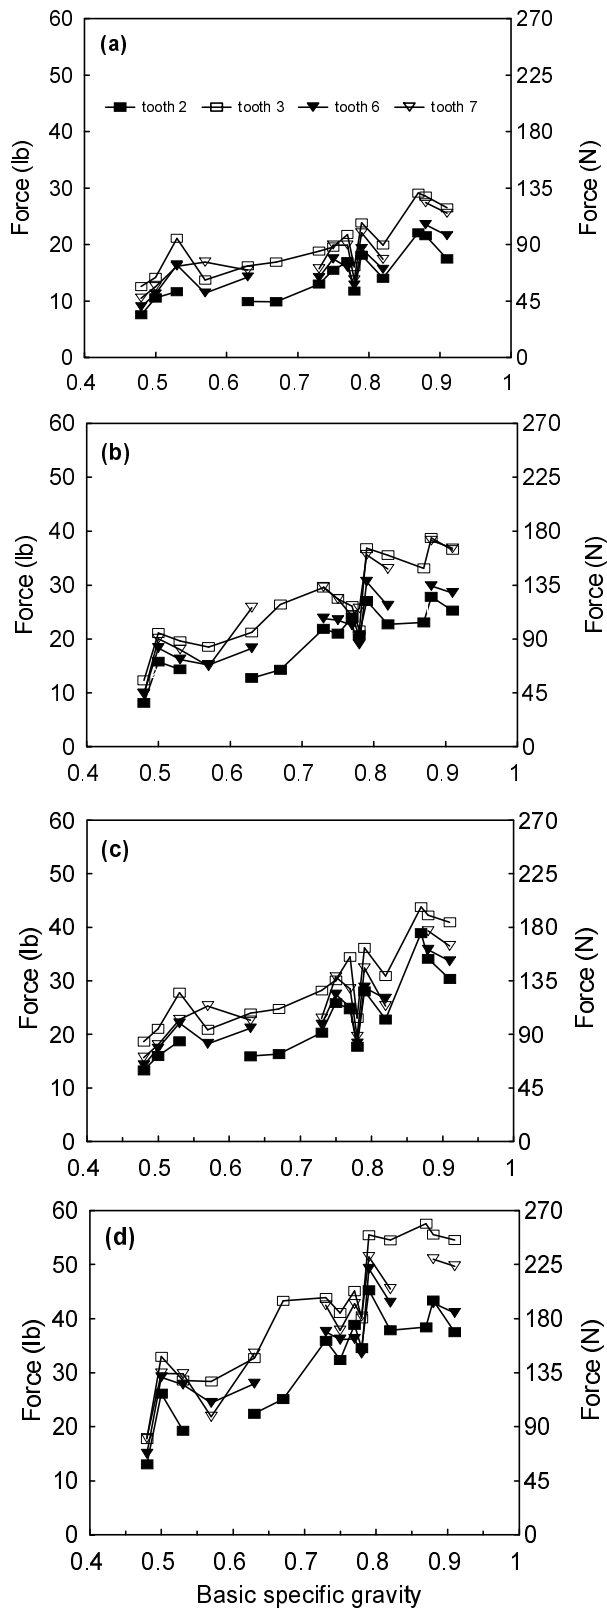 60 (a) 270
50 225
tooth 2 tooth 3 tooth 6 tooth 7
40 180
Force (lb) 30 135 Force (N)
20 90
10 45
0 0
0.4 0.5 0.6 0.7 0.8 0.9 1
60 (b) 270
50 225
40 180
Force (lb) 30 135 Force (N)
20 90
10 45
0 0
0.4 0.5 0.6 0.7 0.8 0.9 1
60 (c) 270
50 225
40 180
Force (lb) 30 135 Force (N)
20 90
10 45
0 0
0.4 0.5 0.6 0.7 0.8 0.9 1
60 (d) 270
50 225
40 180
Force (lb) 30 135 Force (N)
20 90
10 45
0 0
0.4 0.5 0.6 0.7 0.8 0.9 1
Basic specific gravity